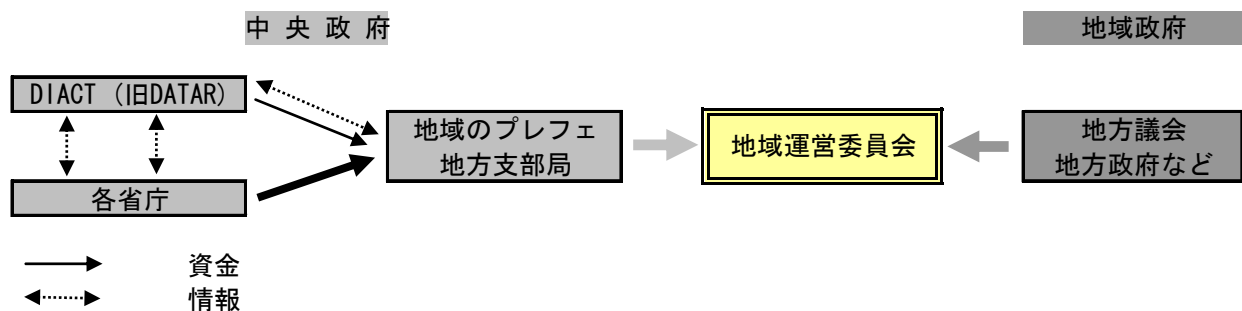 中 央 政 府
地域政府
DIACT (旧DATAR)
各省庁
地域のプレフェ
地方支部局
地域運営委員会
地方議会
地方政府など
資金
情報